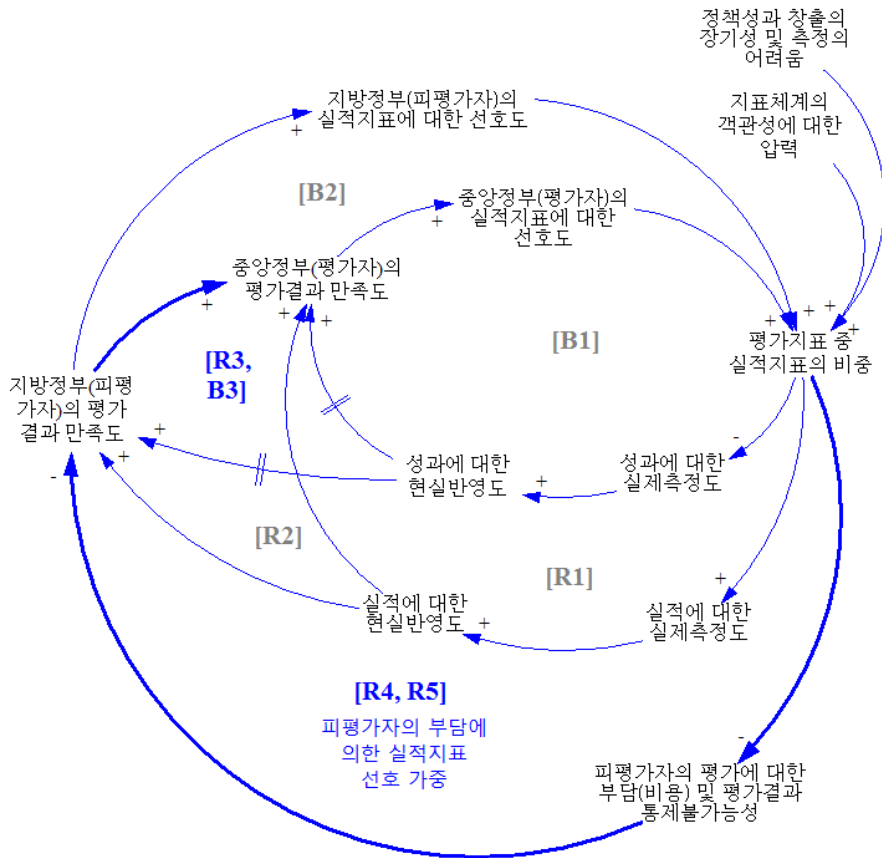 정책성과 창출의
장기성 및 측정의
어려움
지표체계의
객관성에 대한
압력
지방정부(피평가자)의
실적지표에 대한 선호도
+
[B2]
중앙정부(평가자)의
실적지표에 대한
선호도
+
중앙정부(평가자)의
평가결과 만족도
+
+
+
[B1]
+
+
+
+
평가지표 중
실적지표의 비중
[R3,
B3]
지방정부(피평
가자)의 평가
결과 만족도
+
+
-
성과에 대한
현실반영도
+
성과에 대한
실제측정도
-
[R2]
[R1]
실적에 대한
현실반영도
+
실적에 대한
실제측정도
+
[R4, R5]
피평가자의 부담에
의한 실적지표
선호 가중
-
피평가자의 평가에 대한
부담(비용) 및 평가결과
통제불가능성